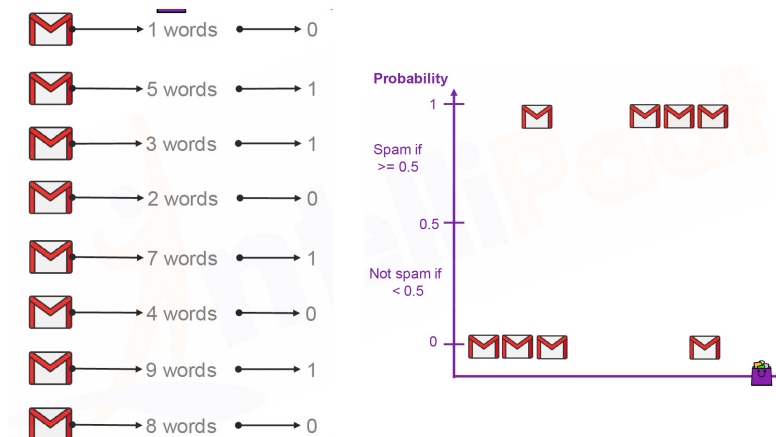 1 words 0
5 words 1
3 words 1
2 words 0
7 words 1
4 words 0
9 words 1
8 words 0
Probability
1
Spam if
>= 0.5
0.5
Not spam if
< 0.5
0
intelliPaat